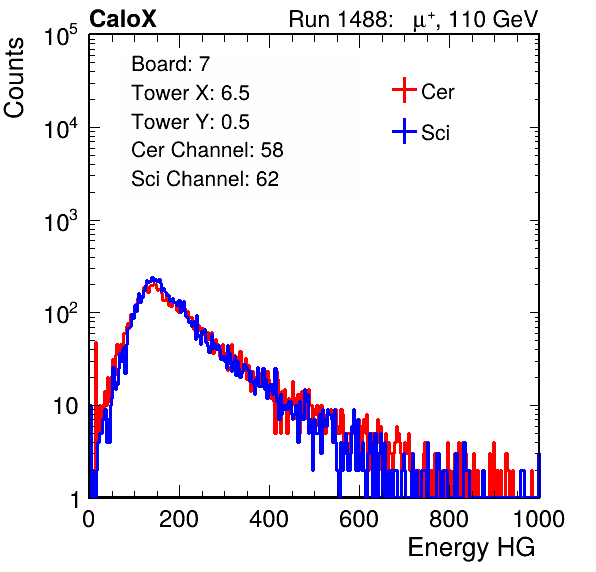 CaloX Run 1488: μ⁺, 110 GeV
Counts
10⁵
10⁴
10³
10²
10
1
Board: 7
Tower X: 6.5
Tower Y: 0.5
Cer Channel: 58
Sci Channel: 62
Cer
Sci
0 200 400 600 800 1000
Energy HG